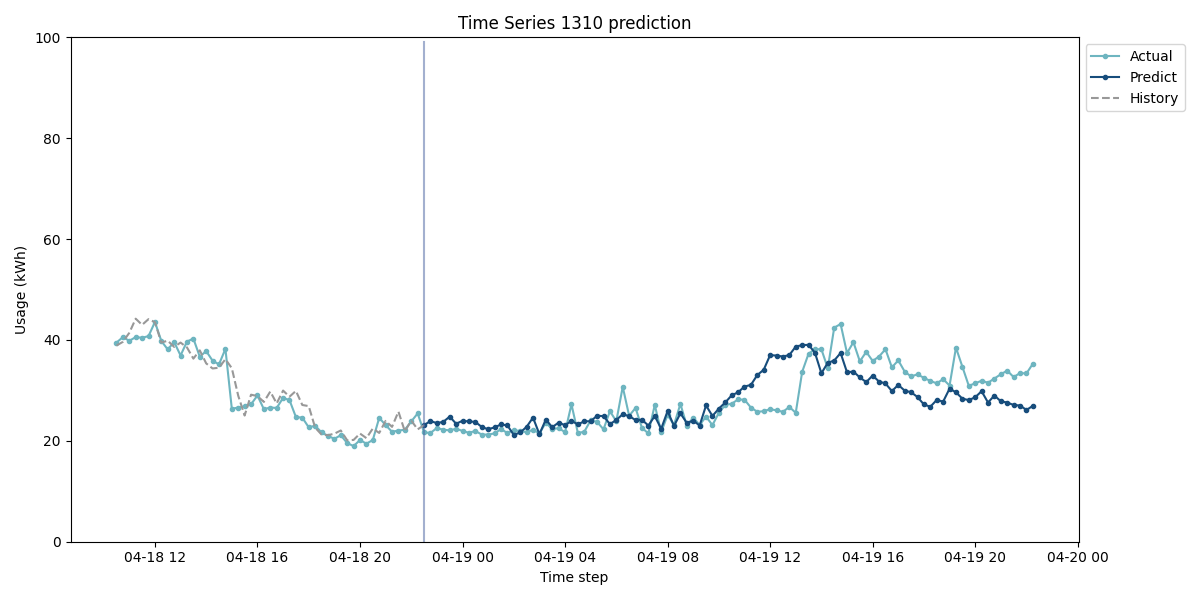 Time Series 1310 prediction
100
80
60
40
20
0
Usage (kWh)
04-18 12
04-18 16
04-18 20
04-19 00
04-19 04
04-19 08
04-19 12
04-19 16
04-19 20
04-20 00
Time step
Actual
Predict
History